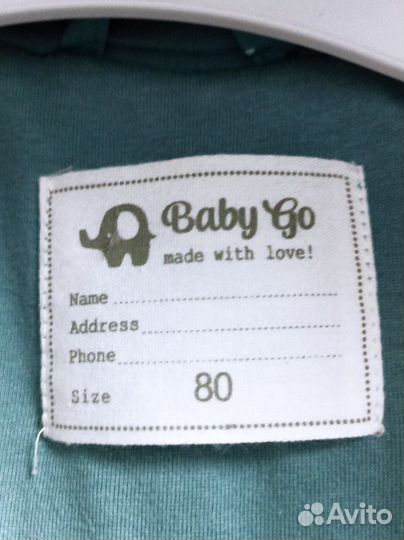 Baby Go
made with love!
Name
Address
Phone
Size 80
Avito